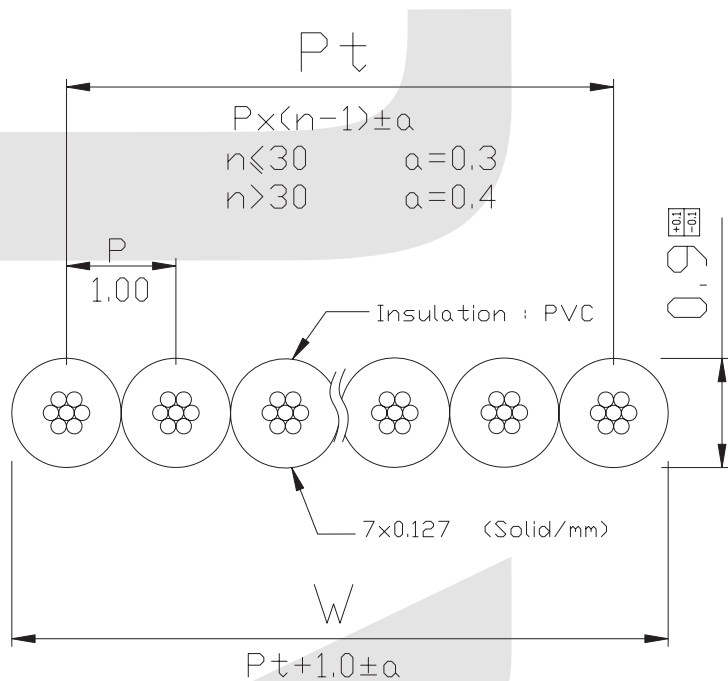 Pt
Px(n-1)±a
n≤30 a=0.3
n>30 a=0.4
P
1.00
0.9 +0.1 -0.1
Insulation : PVC
7x0.127 (Solid/mm)
W
Pt+1.0±a